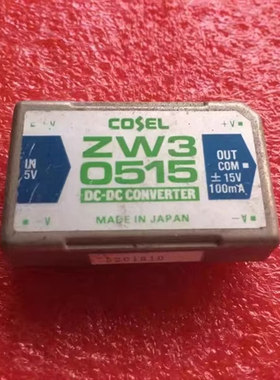 +V +V
COSEL
ZW3
0515
DC-DC CONVERTER
IN
5V
OUT
COM
± 15V
100mA
-V -V
MADE IN JAPAN